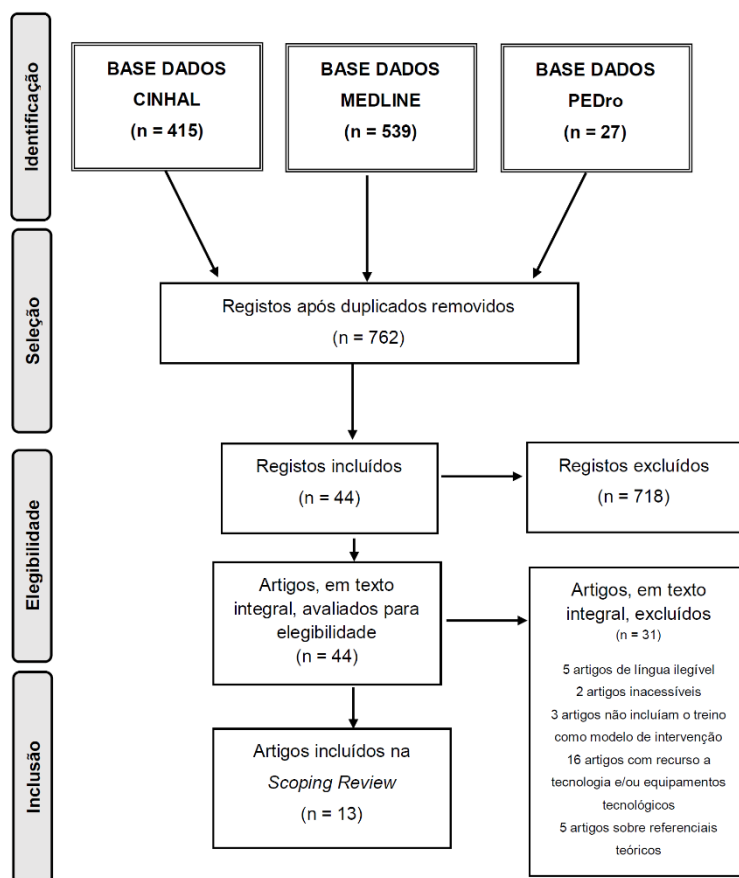 Identificação
BASE DADOS
CINHAL
(n = 415)
BASE DADOS
MEDLINE
(n = 539)
BASE DADOS
PEDro
(n = 27)
Seleção
Registos após duplicados removidos
(n = 762)
Elegibilidade
Registos incluídos
(n = 44)
Registos excluídos
(n = 718)
Artigos, em texto
integral, avaliados para
elegibilidade
(n = 44)
Artigos, em texto
integral, excluídos
(n = 31)
5 artigos de língua ilegível
2 artigos inacessíveis
3 artigos não incluíam o treino
como modelo de intervenção
16 artigos com recurso a
tecnologia e/ou equipamentos
tecnológicos
5 artigos sobre referenciais
teóricos
Inclusão
Artigos incluídos na
Scoping Review
(n = 13)